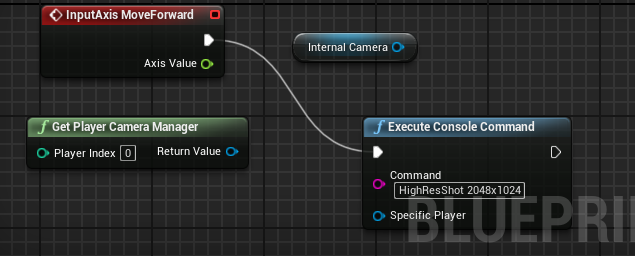 InputAxis MoveForward
Axis Value
Internal Camera
f Get Player Camera Manager
Player Index 0 Return Value
f Execute Console Command
Command
HighResShot 2048x1024
Specific Player
BLUEPRI